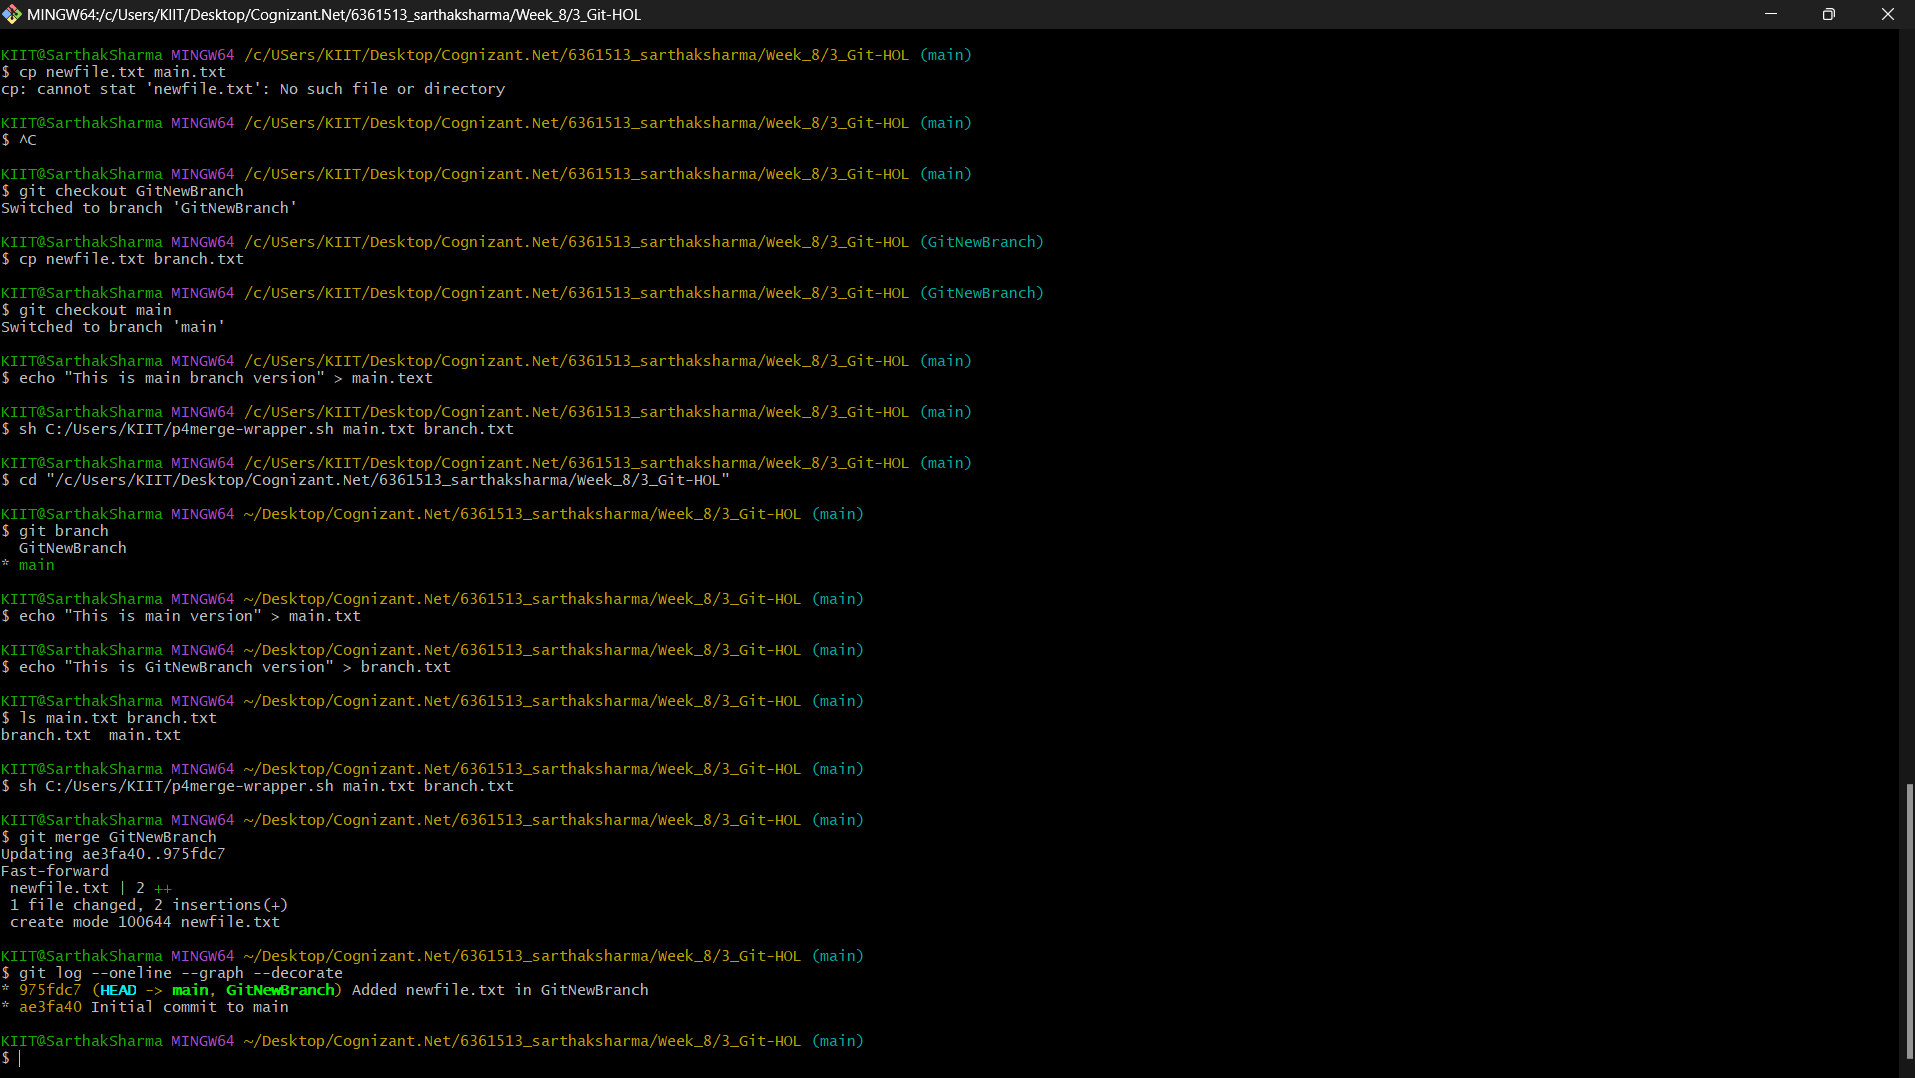 MINGW64:/c/Users/KIIT/Desktop/Cognizant.Net/6361513_sarthaksharma/Week_8/3_Git-HOL
KIIT@SarthakSharma MINGW64 /c/USers/KIIT/Desktop/Cognizant.Net/6361513_sarthaksharma/Week_8/3_Git-HOL (main)
$ cp newfile.txt main.txt
cp: cannot stat 'newfile.txt': No such file or directory
KIIT@SarthakSharma MINGW64 /c/USers/KIIT/Desktop/Cognizant.Net/6361513_sarthaksharma/Week_8/3_Git-HOL (main)
$ ^C
KIIT@SarthakSharma MINGW64 /c/USers/KIIT/Desktop/Cognizant.Net/6361513_sarthaksharma/Week_8/3_Git-HOL (main)
$ git checkout GitNewBranch
Switched to branch 'GitNewBranch'
KIIT@SarthakSharma MINGW64 /c/USers/KIIT/Desktop/Cognizant.Net/6361513_sarthaksharma/Week_8/3_Git-HOL (GitNewBranch)
$ cp newfile.txt branch.txt
KIIT@SarthakSharma MINGW64 /c/USers/KIIT/Desktop/Cognizant.Net/6361513_sarthaksharma/Week_8/3_Git-HOL (GitNewBranch)
$ git checkout main
Switched to branch 'main'
KIIT@SarthakSharma MINGW64 /c/USers/KIIT/Desktop/Cognizant.Net/6361513_sarthaksharma/Week_8/3_Git-HOL (main)
$ echo "This is main branch version" > main.text
KIIT@SarthakSharma MINGW64 /c/USers/KIIT/Desktop/Cognizant.Net/6361513_sarthaksharma/Week_8/3_Git-HOL (main)
$ sh C:/Users/KIIT/p4merge-wrapper.sh main.txt branch.txt
KIIT@SarthakSharma MINGW64 /c/USers/KIIT/Desktop/Cognizant.Net/6361513_sarthaksharma/Week_8/3_Git-HOL (main)
$ cd "/c/Users/KIIT/Desktop/Cognizant.Net/6361513_sarthaksharma/Week_8/3_Git-HOL"
KIIT@SarthakSharma MINGW64 ~/Desktop/Cognizant.Net/6361513_sarthaksharma/Week_8/3_Git-HOL (main)
$ git branch
  GitNewBranch
* main
KIIT@SarthakSharma MINGW64 ~/Desktop/Cognizant.Net/6361513_sarthaksharma/Week_8/3_Git-HOL (main)
$ echo "This is main version" > main.txt
KIIT@SarthakSharma MINGW64 ~/Desktop/Cognizant.Net/6361513_sarthaksharma/Week_8/3_Git-HOL (main)
$ echo "This is GitNewBranch version" > branch.txt
KIIT@SarthakSharma MINGW64 ~/Desktop/Cognizant.Net/6361513_sarthaksharma/Week_8/3_Git-HOL (main)
$ ls main.txt branch.txt
branch.txt  main.txt
KIIT@SarthakSharma MINGW64 ~/Desktop/Cognizant.Net/6361513_sarthaksharma/Week_8/3_Git-HOL (main)
$ sh C:/Users/KIIT/p4merge-wrapper.sh main.txt branch.txt
KIIT@SarthakSharma MINGW64 ~/Desktop/Cognizant.Net/6361513_sarthaksharma/Week_8/3_Git-HOL (main)
$ git merge GitNewBranch
Updating ae3fa40..975fdc7
Fast-forward
 newfile.txt | 2 ++
 1 file changed, 2 insertions(+)
 create mode 100644 newfile.txt
KIIT@SarthakSharma MINGW64 ~/Desktop/Cognizant.Net/6361513_sarthaksharma/Week_8/3_Git-HOL (main)
$ git log --oneline --graph --decorate
* 975fdc7 (HEAD -> main, GitNewBranch) Added newfile.txt in GitNewBranch
* ae3fa40 Initial commit to main
KIIT@SarthakSharma MINGW64 ~/Desktop/Cognizant.Net/6361513_sarthaksharma/Week_8/3_Git-HOL (main)
$